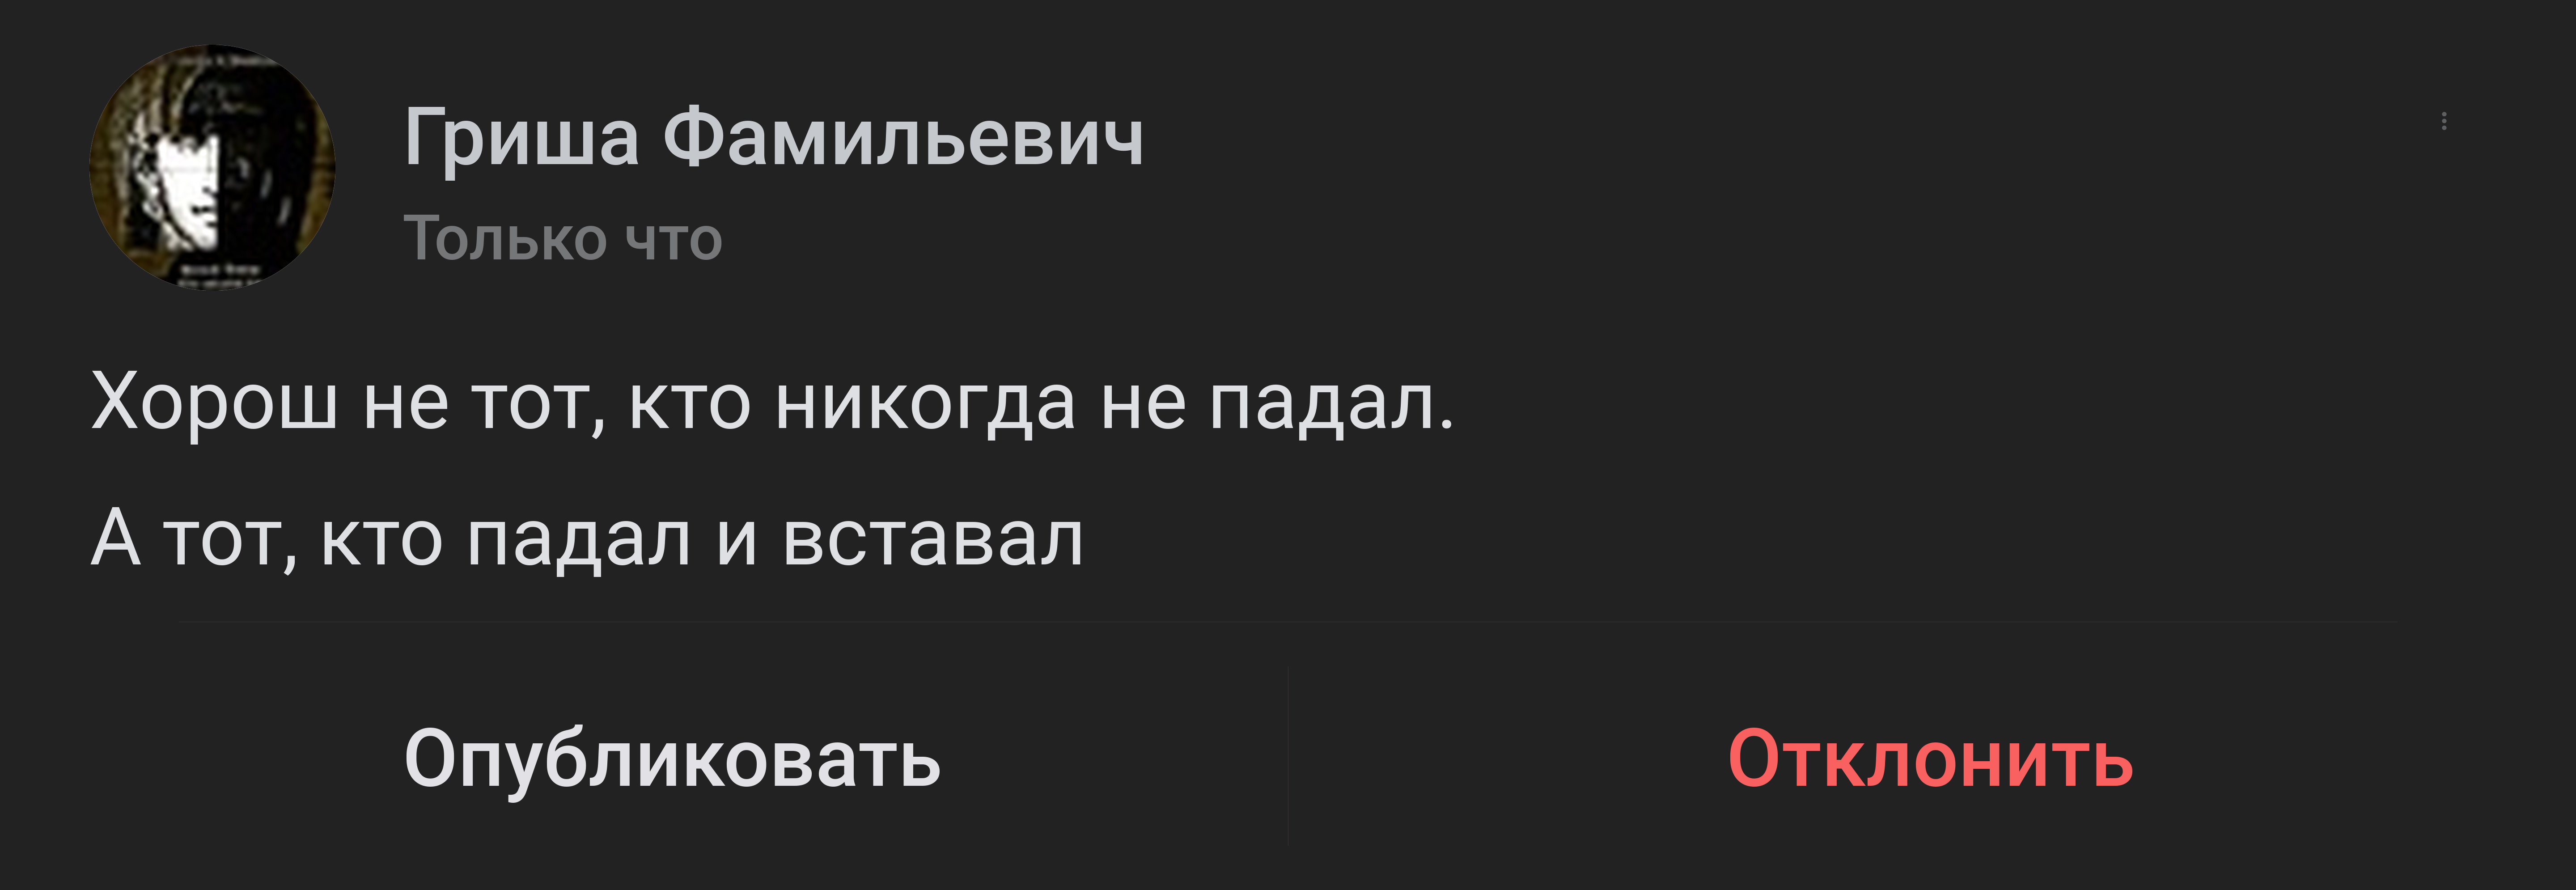 Гриша Фамильевич
Только что
Хорош не тот, кто никогда не падал.
А тот, кто падал и вставал
Опубликовать
Отклонить